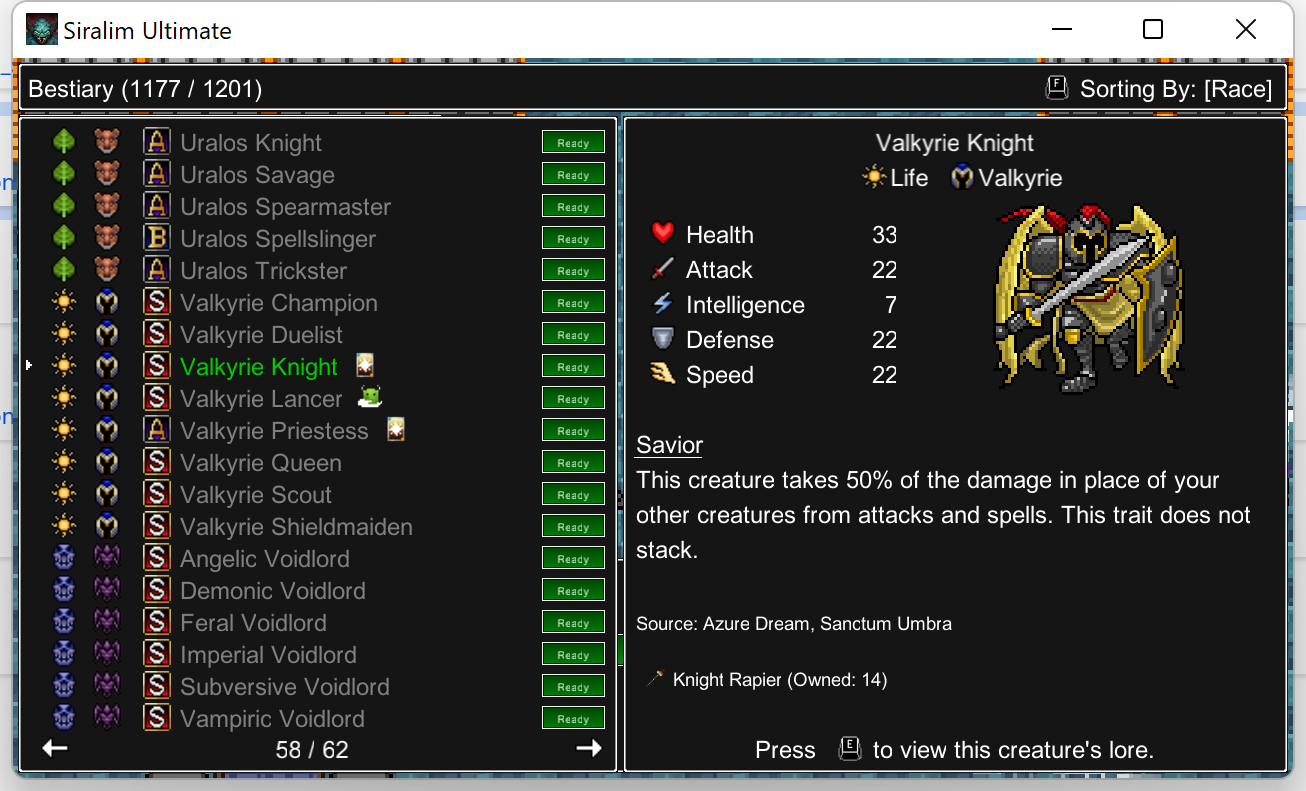 Siralim Ultimate
Bestiary (1177 / 1201)
F Sorting By: [Race]
A Uralos Knight Ready
A Uralos Savage Ready
A Uralos Spearmaster Ready
B Uralos Spellslinger Ready
A Uralos Trickster Ready
S Valkyrie Champion Ready
S Valkyrie Duelist Ready
S Valkyrie Knight Ready
S Valkyrie Lancer Ready
A Valkyrie Priestess Ready
S Valkyrie Queen Ready
S Valkyrie Scout Ready
S Valkyrie Shieldmaiden Ready
S Angelic Voidlord Ready
S Demonic Voidlord Ready
S Feral Voidlord Ready
S Imperial Voidlord Ready
S Subversive Voidlord Ready
S Vampiric Voidlord Ready
58 / 62
Valkyrie Knight
Life Valkyrie
Health 33
Attack 22
Intelligence 7
Defense 22
Speed 22
Savior
This creature takes 50% of the damage in place of your
other creatures from attacks and spells. This trait does not
stack.
Source: Azure Dream, Sanctum Umbra
Knight Rapier (Owned: 14)
Press E to view this creature's lore.